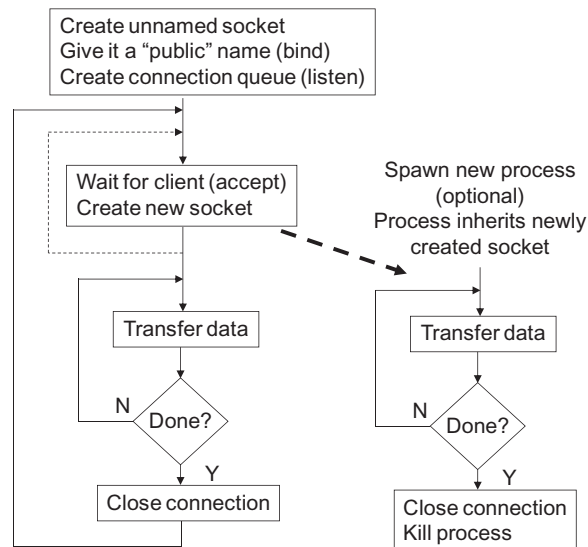 Create unnamed socket
Give it a “public” name (bind)
Create connection queue (listen)
Wait for client (accept)
Create new socket
Spawn new process
(optional)
Process inherits newly
created socket
Transfer data
N
Done?
Y
Close connection
Transfer data
N
Done?
Y
Close connection
Kill process